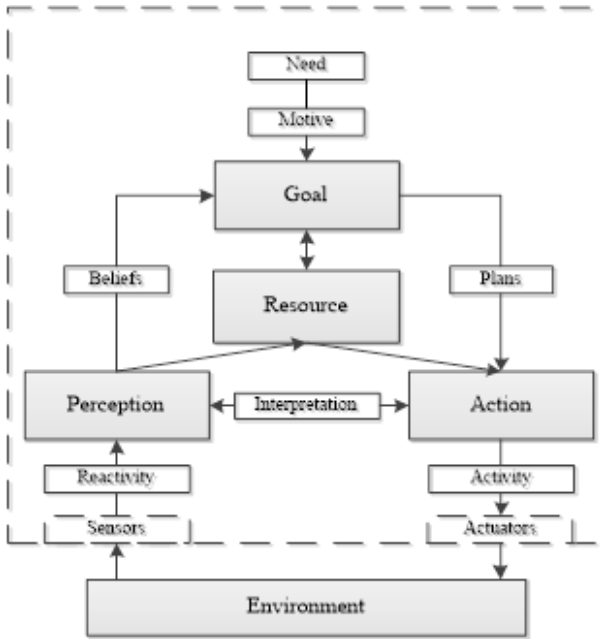 Need
Motive
Goal
Beliefs
Plans
Resource
Perception
Interpretation
Action
Reactivity
Activity
Sensors
Actuators
Environment